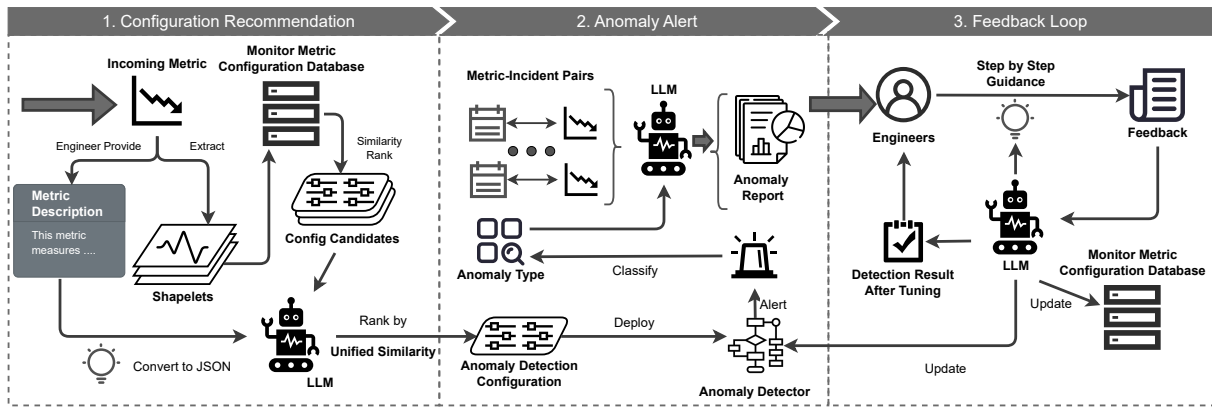 1. Configuration Recommendation
2. Anomaly Alert
3. Feedback Loop
Incoming Metric
Monitor Metric
Configuration Database
Engineer Provide
Extract
Similarity
Rank
Metric
Description
This metric
measures ....
Shapelets
Config Candidates
Convert to JSON
LLM
Rank by
Unified Similarity
Metric-Incident Pairs
LLM
Anomaly
Report
Anomaly Type
Classify
Alert
Anomaly Detection
Configuration
Deploy
Anomaly Detector
Engineers
Step by Step
Guidance
Feedback
Detection Result
After Tuning
LLM
Monitor Metric
Configuration Database
Update
Update